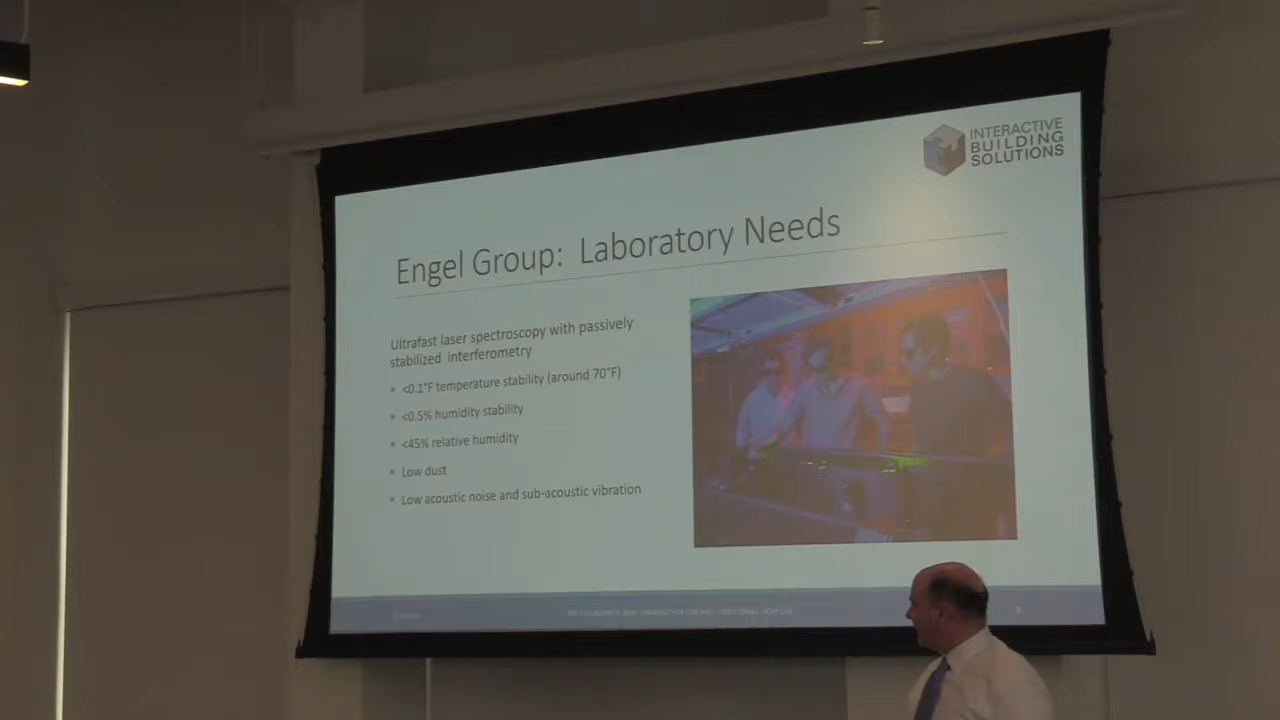 INTERACTIVE
BUILDING
SOLUTIONS
Engel Group: Laboratory Needs
Ultrafast laser spectroscopy with passively
stabilized interferometry
<0.1°F temperature stability (around 70°F)
<0.5% humidity stability
<45% relative humidity
Low dust
Low acoustic noise and sub-acoustic vibration